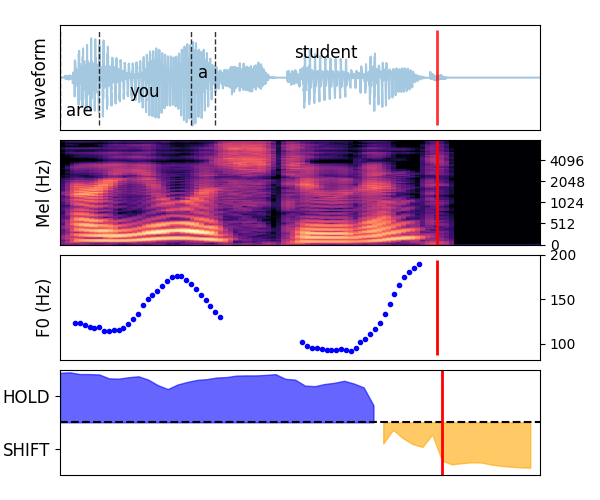 waveform
are
you
a
student
Mel (Hz)
4096
2048
1024
512
0
F0 (Hz)
200
150
100
HOLD
SHIFT